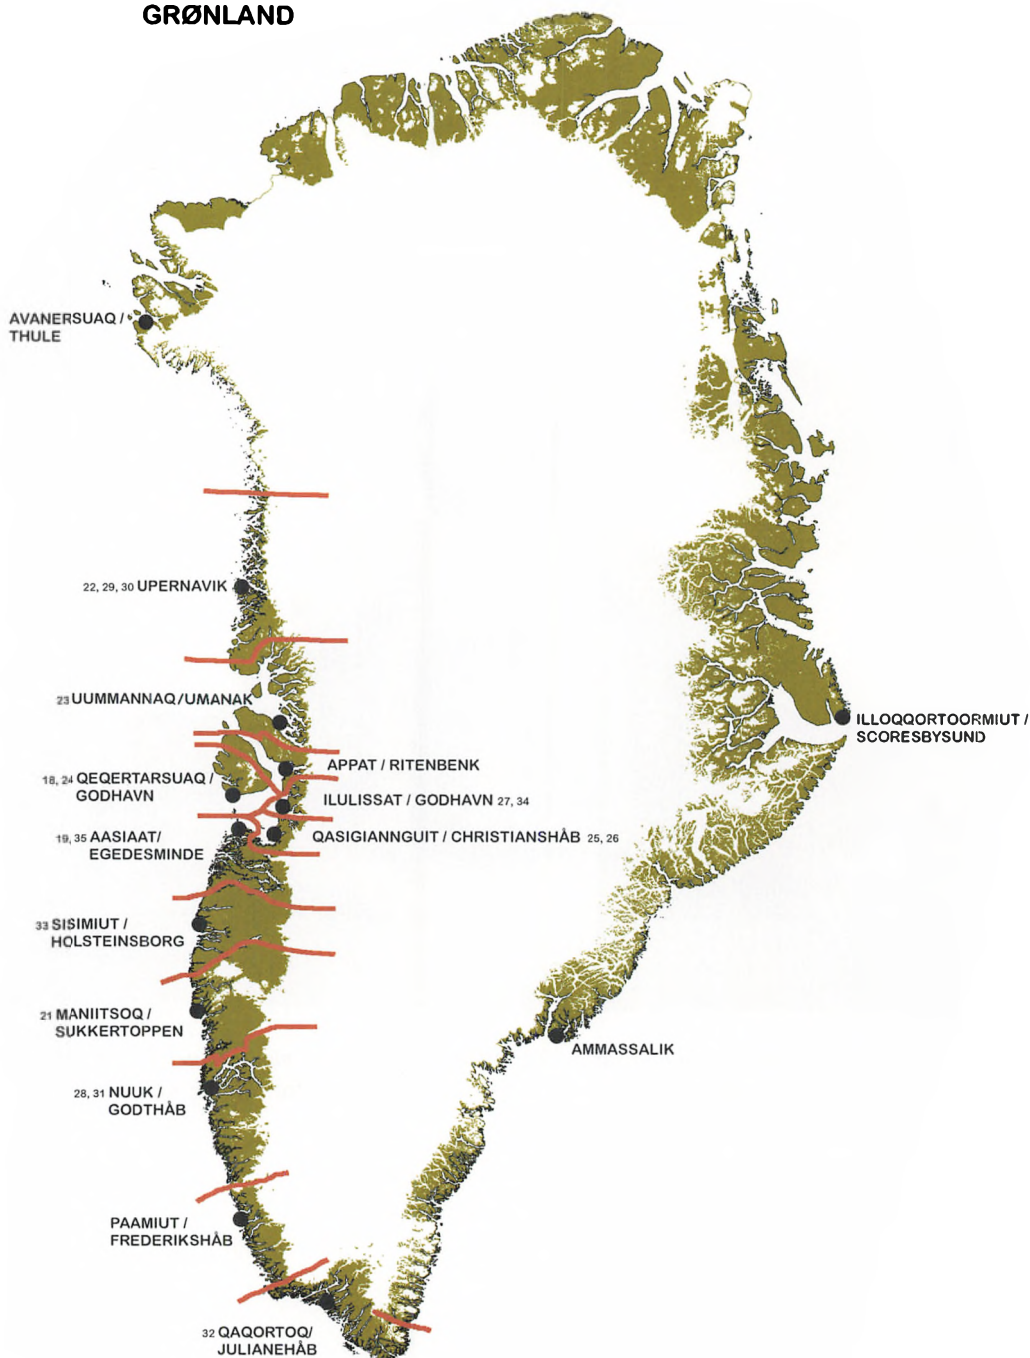 GRØNLAND
AVANERSUAQ /
THULE
22, 29, 30 UPERNAVIK
23 UUMMANNAQ/UMANAK
APPAT / RITENBENK
18, 24 QEQERTARSUAQ /
GODHAVN
ILULISSAT / GODHAVN 27, 34
19, 35 AASIAAT/
EGEDESMINDE
QASIGIANNGUIT / CHRISTIANSHÅB 25, 26
ILLOQQORTOORMIUT /
SCORESBYSUND
33 SISIMIUT /
HOLSTEINSBORG
21 MANIITSOQ /
SUKKERTOPPEN
AMMASSALIK
28, 31 NUUK /
GODTHÅB
PAAMIUT /
FREDERIKSHÅB
32 QAQORTOQ/
JULIANEHÅB